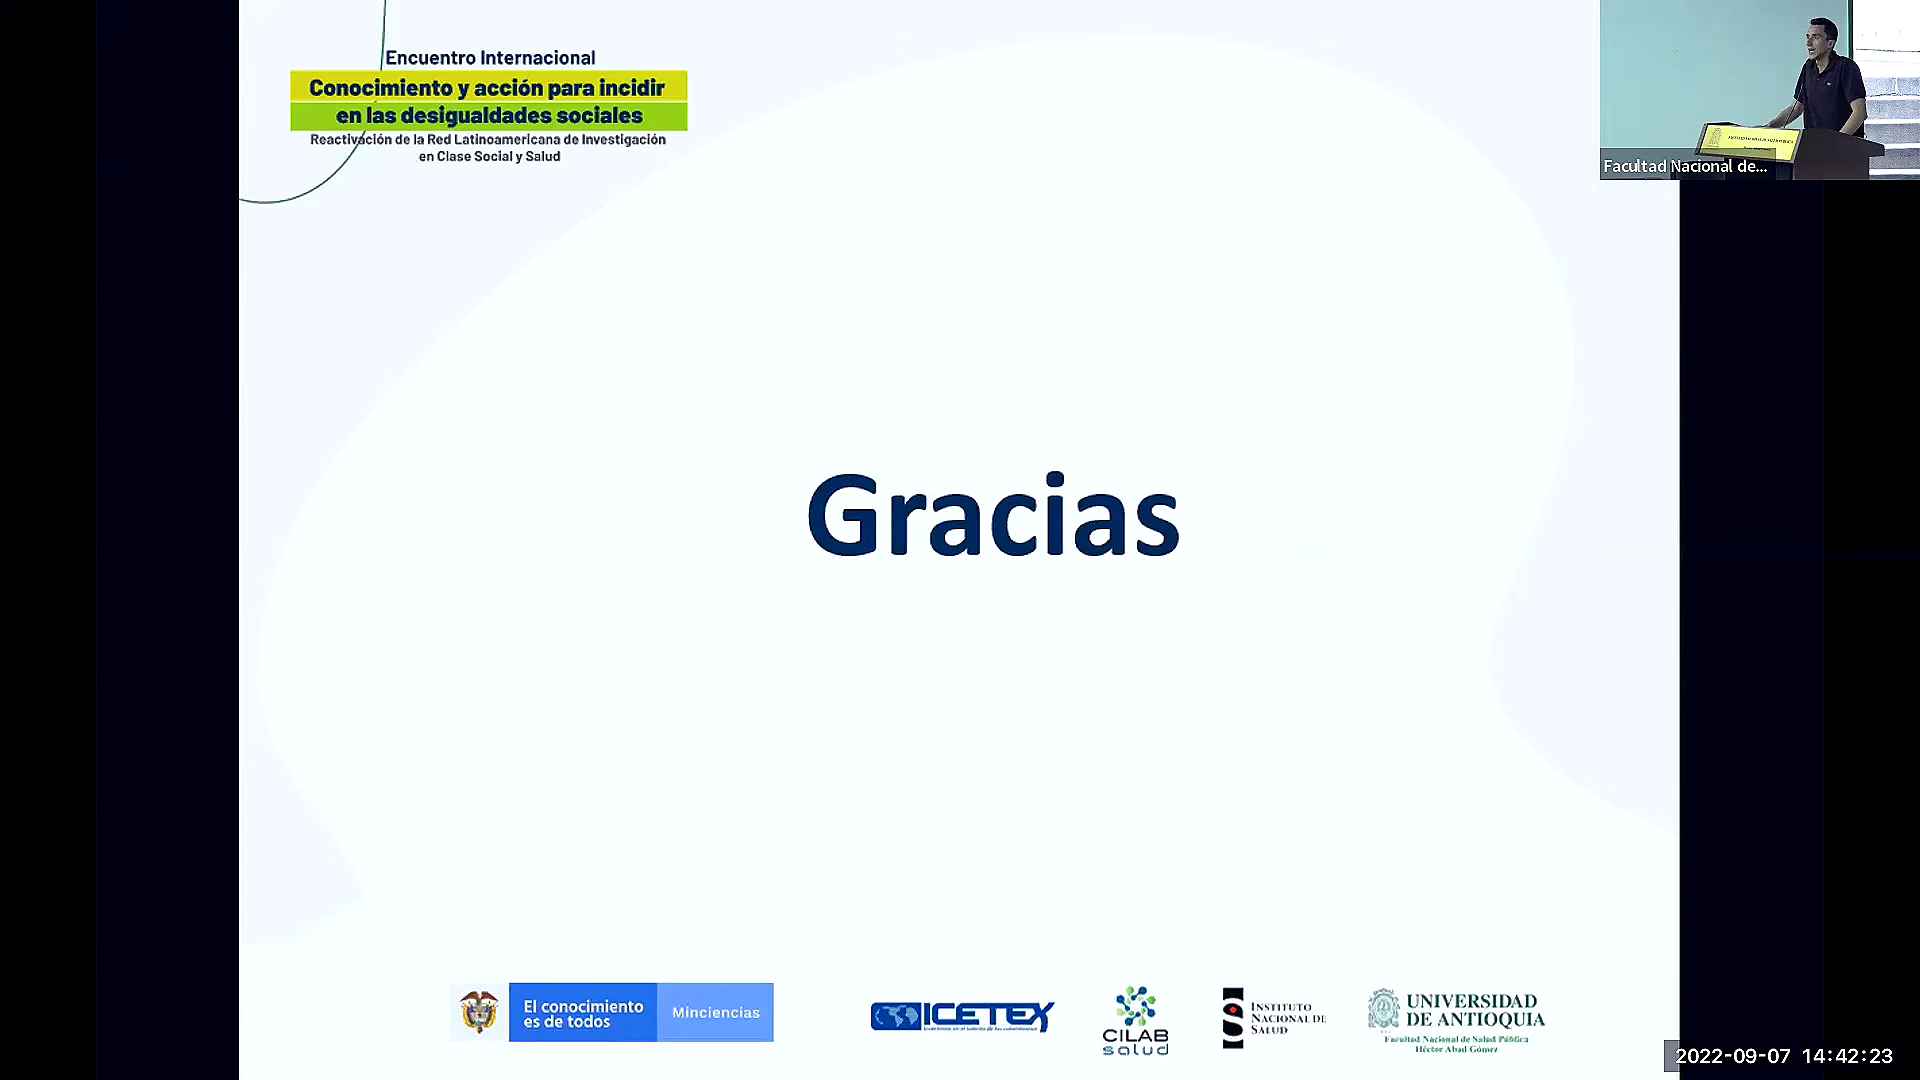 Encuentro Internacional
Conocimiento y acción para incidir
en las desigualdades sociales
Reactivación de la Red Latinoamericana de Investigación
en Clase Social y Salud
Facultad Nacional de...
Gracias
El conocimiento
es de todos
Minciencias
ICETEX
CILAB
salud
INSTITUTO
NACIONAL DE
SALUD
UNIVERSIDAD
DE ANTIOQUIA
Facultad Nacional de Salud Pública
Héctor Abad Gómez
2022-09-07 14:42:23